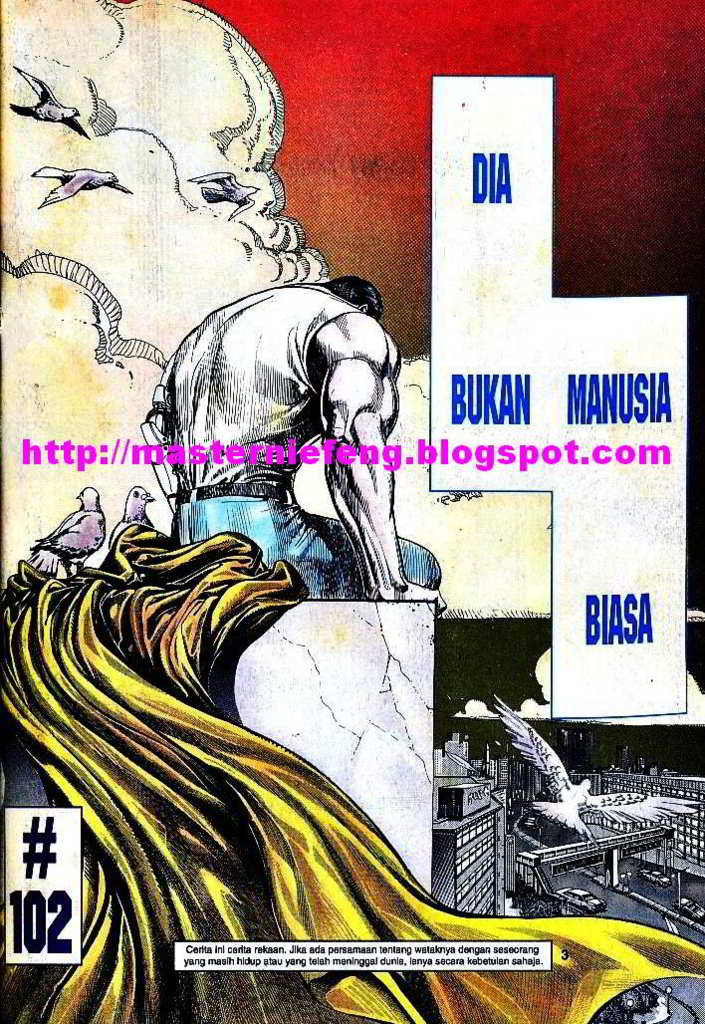 DIA
BUKAN MANUSIA
http://masterniefeng.blogspot.com
BIASA
#
102
Cerita ini cerita rekaan. Jika ada persamaan tentang wataknya dengan seseorang
yang masih hidup atau yang telah meninggal dunia, ianya secara kebetulan sahaja.
3